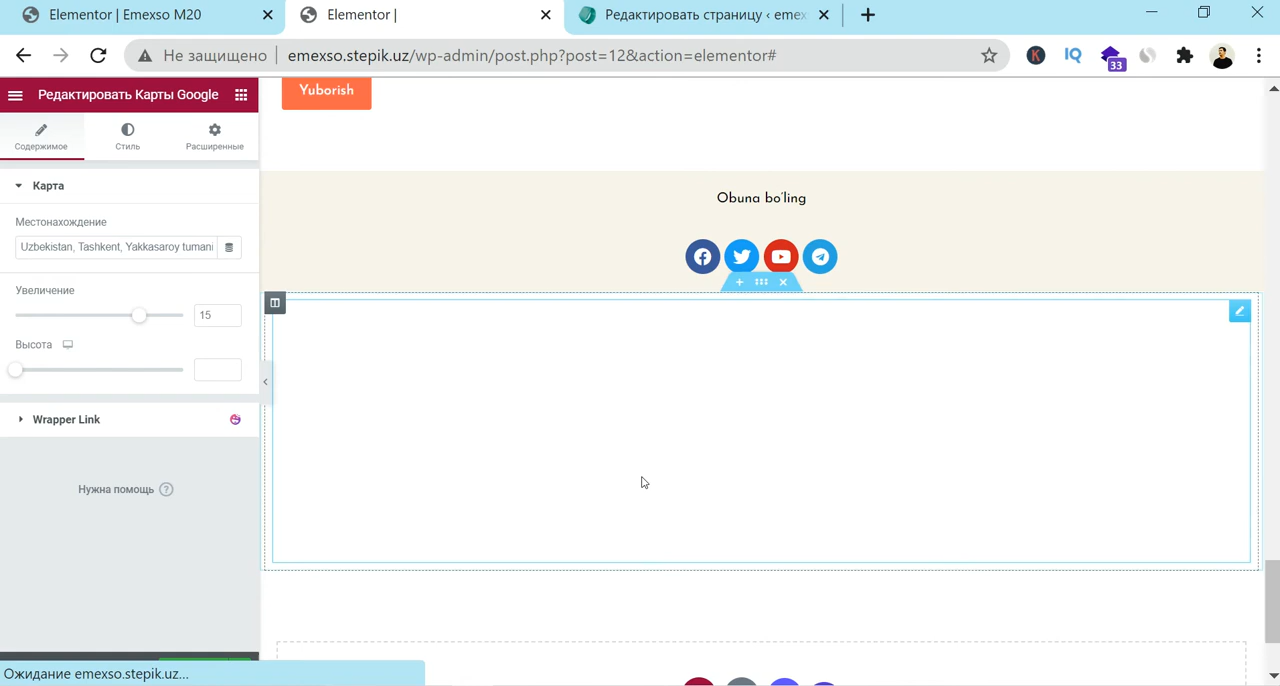 Elementor | Emexso M20
Elementor |
Редактировать страницу ‹ emex
Не защищено
emexso.stepik.uz/wp-admin/post.php?post=12&action=elementor#
K
IQ
33
Редактировать Карты Google
Yuborish
Содержимое
Стиль
Расширенные
Карта
Obuna bo'ling
Местонахождение
Uzbekistan, Tashkent, Yakkasaroy tumani
Увеличение
15
Высота
Wrapper Link
Нужна помощь ?
Ожидание emexso.stepik.uz...